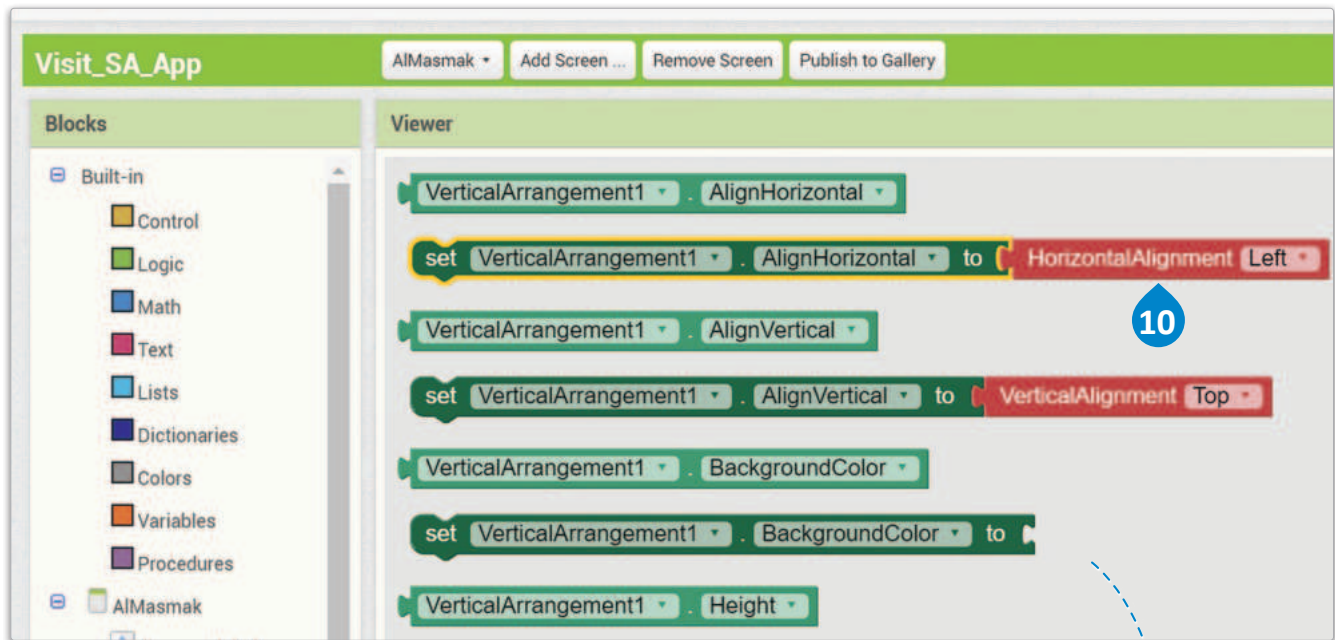 Visit_SA_App AlMasmak Add Screen ... Remove Screen Publish to Gallery
Blocks
Viewer
Built-in
Control
Logic
Math
Text
Lists
Dictionaries
Colors
Variables
Procedures
AlMasmak
VerticalArrangement1 . AlignHorizontal
set VerticalArrangement1 . AlignHorizontal to HorizontalAlignment Left
10
VerticalArrangement1 . AlignVertical
set VerticalArrangement1 . AlignVertical to VerticalAlignment Top
VerticalArrangement1 . BackgroundColor
set VerticalArrangement1 . BackgroundColor to
VerticalArrangement1 . Height